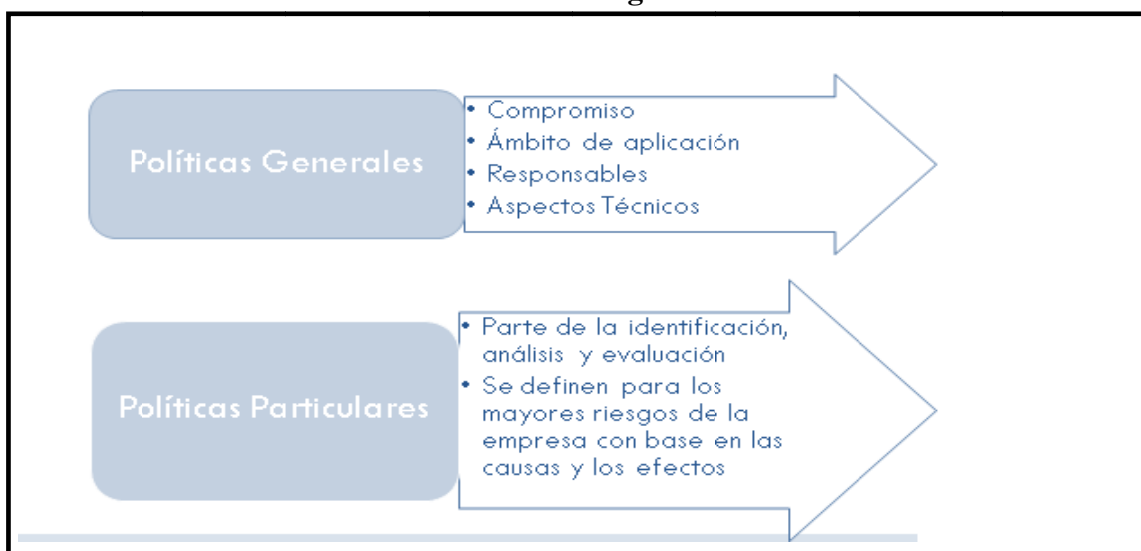 Políticas Generales
• Compromiso
• Ámbito de aplicación
• Responsables
• Aspectos Técnicos
Políticas Particulares
• Parte de la identificación,
análisis y evaluación
• Se definen para los
mayores riesgos de la
empresa con base en las
causas y los efectos